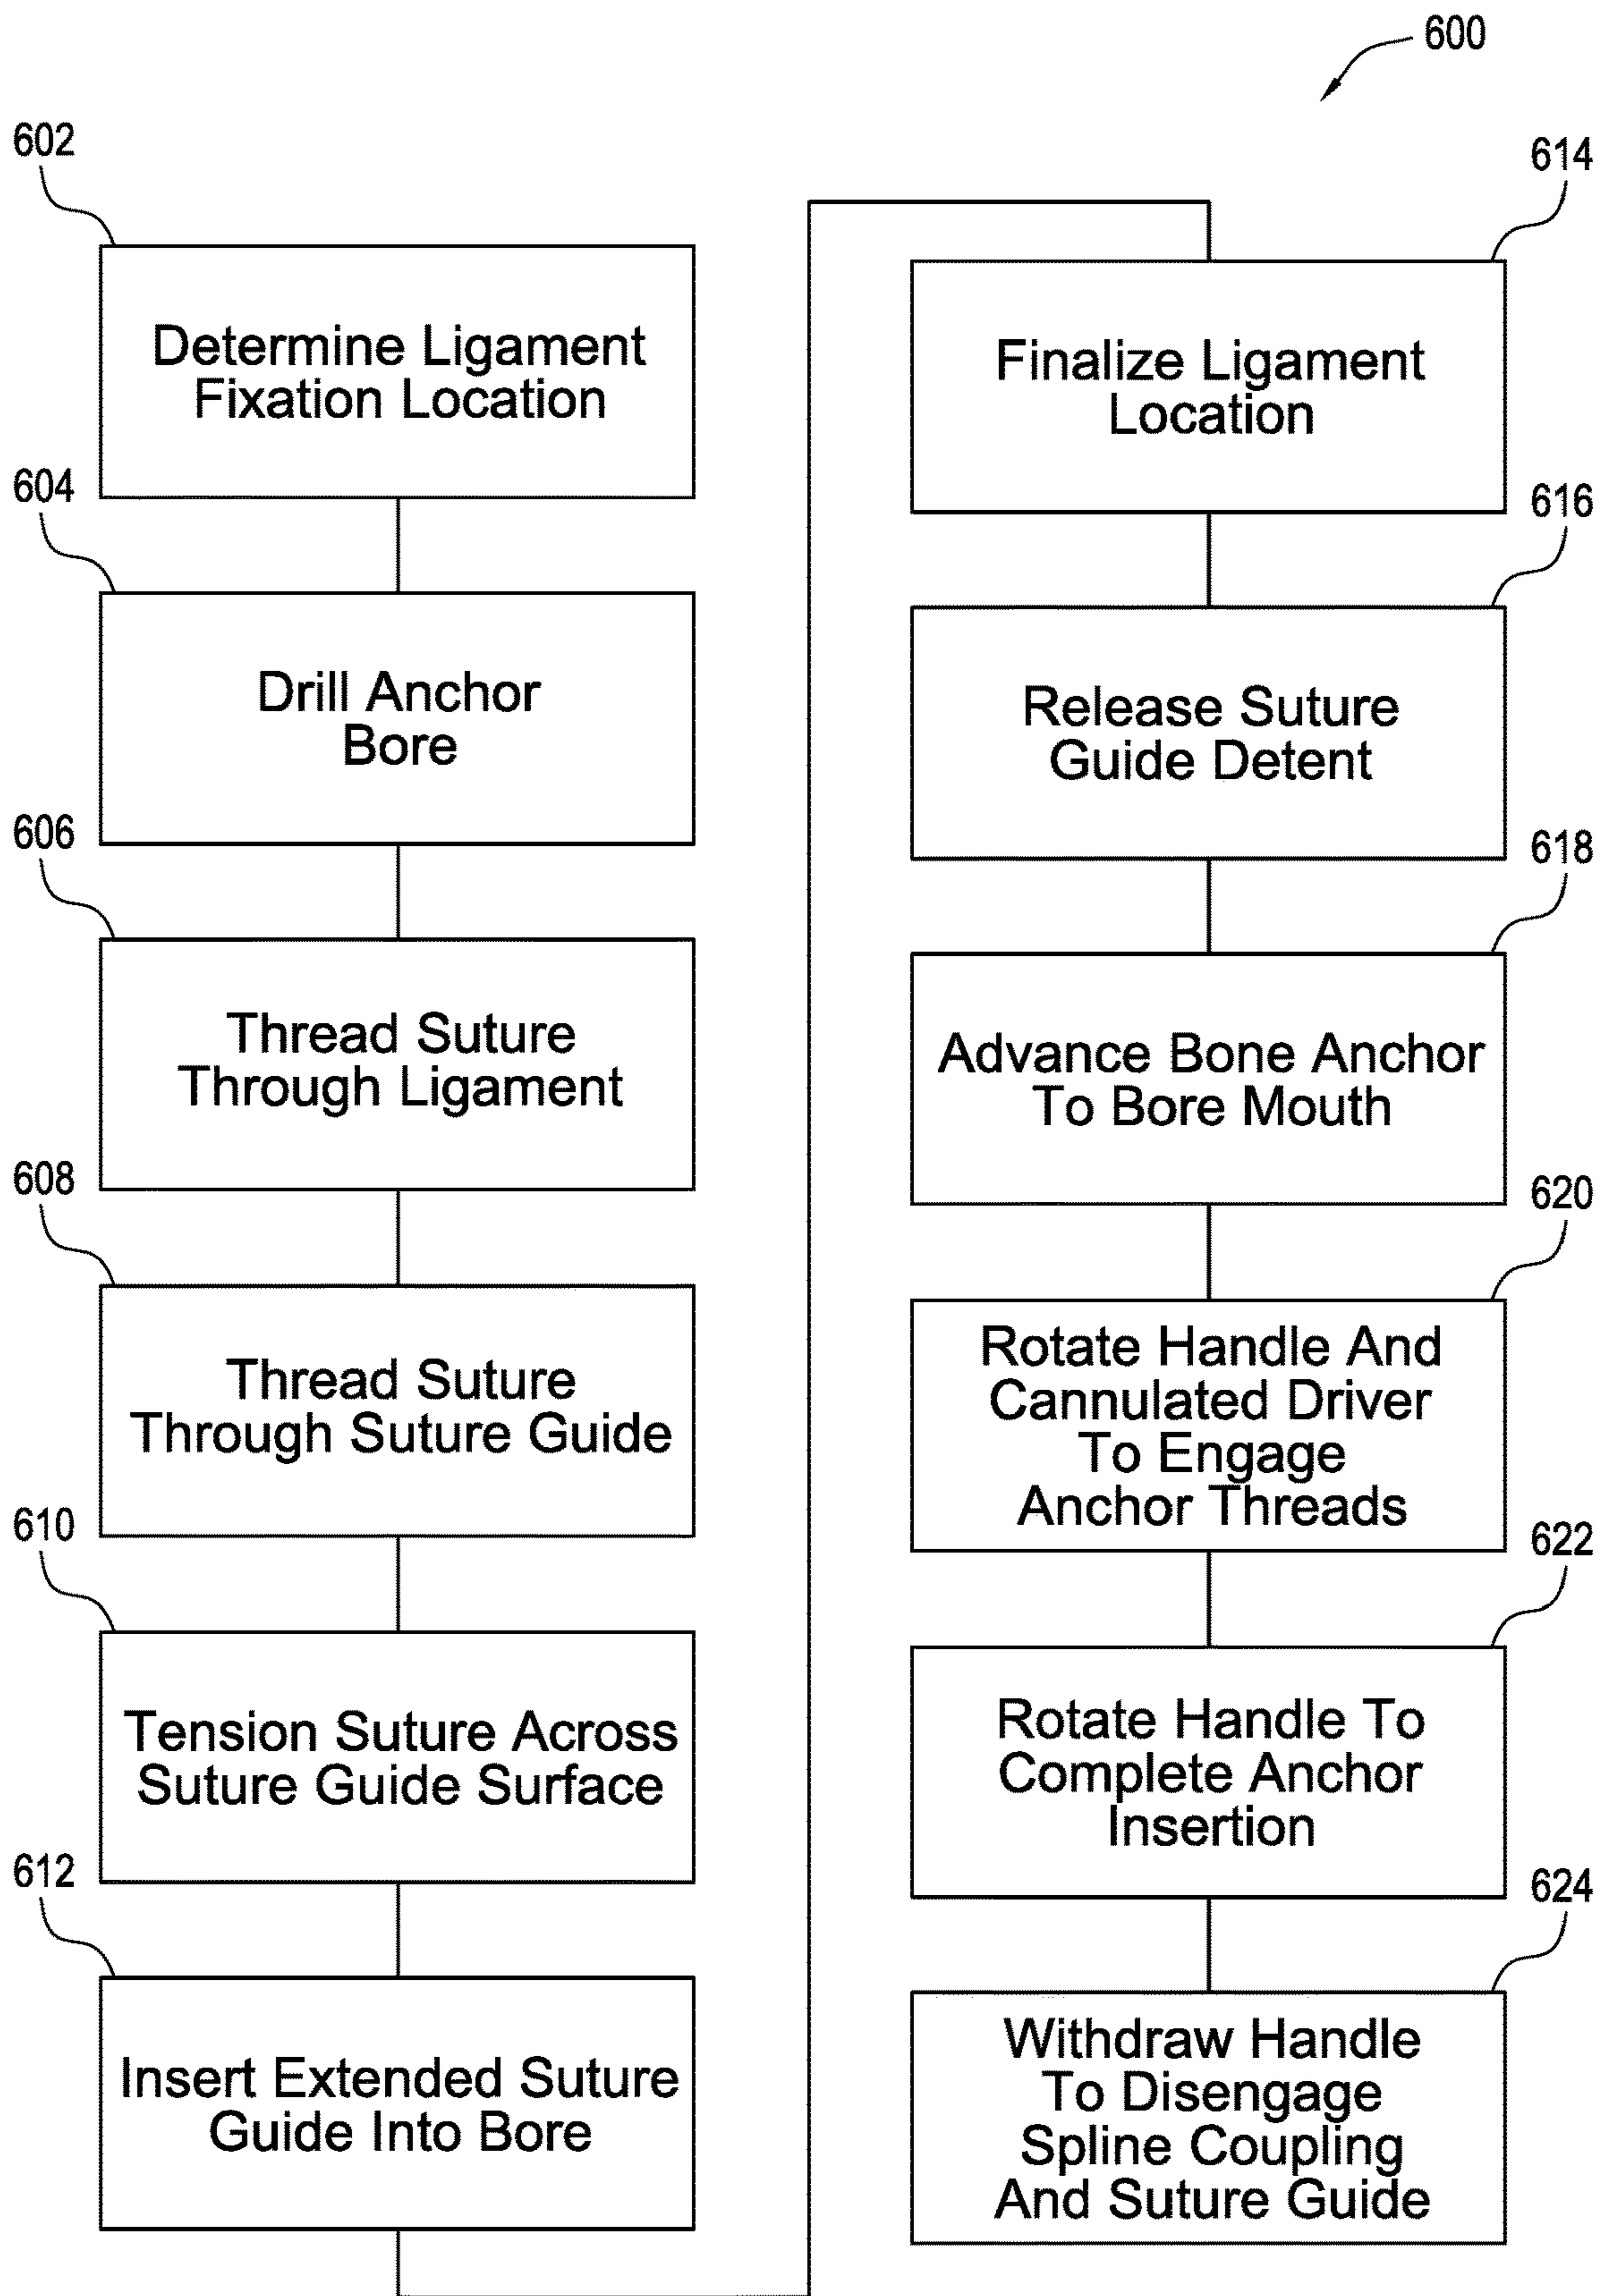 600
602
Determine Ligament
Fixation Location
604
Drill Anchor
Bore
606
Thread Suture
Through Ligament
608
Thread Suture
Through Suture Guide
610
Tension Suture Across
Suture Guide Surface
612
Insert Extended Suture
Guide Into Bore
614
Finalize Ligament
Location
616
Release Suture
Guide Detent
618
Advance Bone Anchor
To Bore Mouth
620
Rotate Handle And
Cannulated Driver
To Engage
Anchor Threads
622
Rotate Handle To
Complete Anchor
Insertion
624
Withdraw Handle
To Disengage
Spline Coupling
And Suture Guide